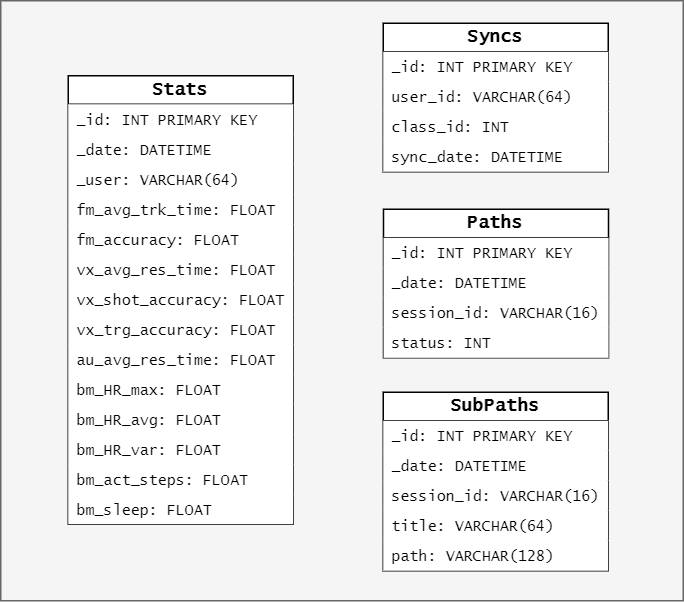 Stats
_id: INT PRIMARY KEY
_date: DATETIME
_user: VARCHAR(64)
fm_avg_trk_time: FLOAT
fm_accuracy: FLOAT
vx_avg_res_time: FLOAT
vx_shot_accuracy: FLOAT
vx_trg_accuracy: FLOAT
au_avg_res_time: FLOAT
bm_HR_max: FLOAT
bm_HR_avg: FLOAT
bm_HR_var: FLOAT
bm_act_steps: FLOAT
bm_sleep: FLOAT
Syncs
_id: INT PRIMARY KEY
user_id: VARCHAR(64)
class_id: INT
sync_date: DATETIME
Paths
_id: INT PRIMARY KEY
_date: DATETIME
session_id: VARCHAR(16)
status: INT
SubPaths
_id: INT PRIMARY KEY
_date: DATETIME
session_id: VARCHAR(16)
title: VARCHAR(64)
path: VARCHAR(128)